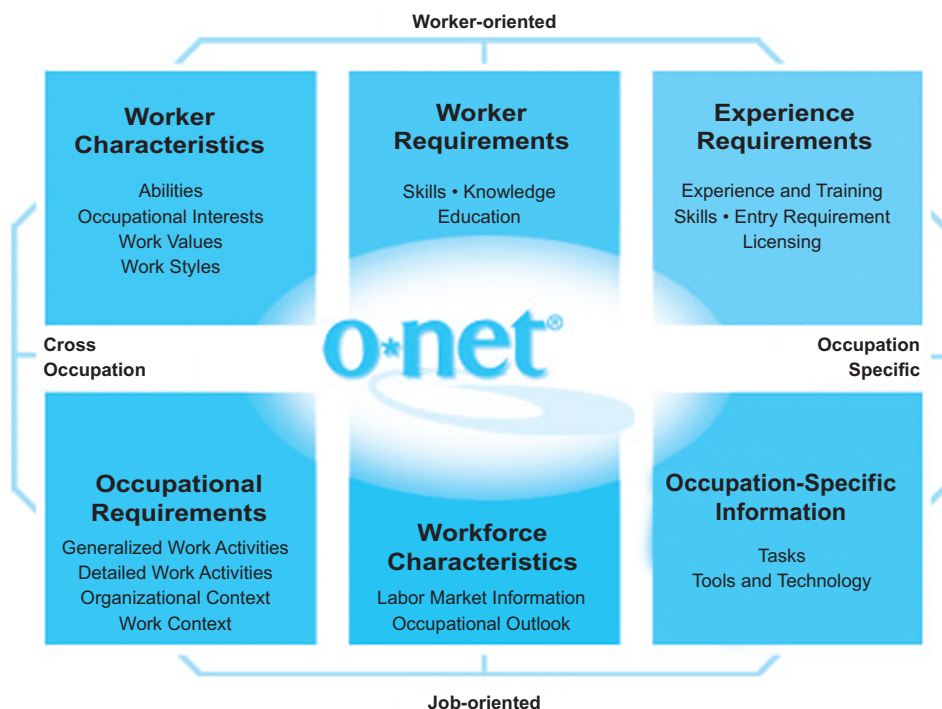 Worker-oriented
Worker
Characteristics
Abilities
Occupational Interests
Work Values
Work Styles
Worker
Requirements
Skills • Knowledge
Education
Experience
Requirements
Experience and Training
Skills • Entry Requirement
Licensing
Cross
Occupation
o*net®
Occupation
Specific
Occupational
Requirements
Generalized Work Activities
Detailed Work Activities
Organizational Context
Work Context
Workforce
Characteristics
Labor Market Information
Occupational Outlook
Occupation-Specific
Information
Tasks
Tools and Technology
Job-oriented